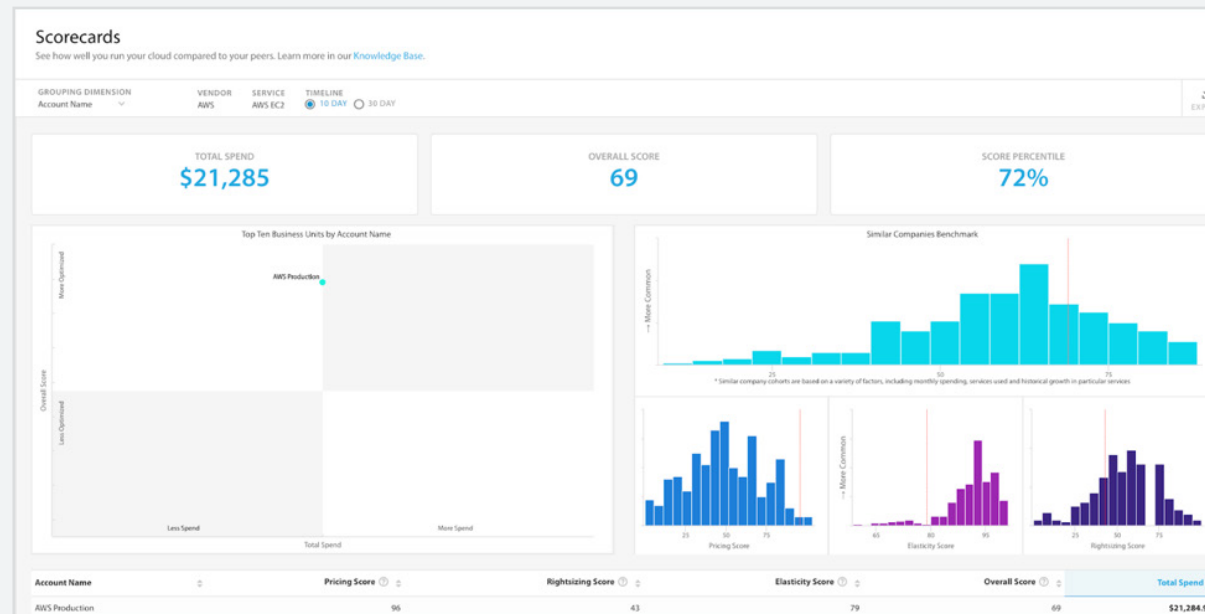 Scorecards
See how well you run your cloud compared to your peers. Learn more in our Knowledge Base.
GROUPING DIMENSION VENDOR SERVICE TIMELINE
Account Name AWS AWS EC2 10 DAY 30 DAY
TOTAL SPEND
$21,285
OVERALL SCORE
69
SCORE PERCENTILE
72%
Top Ten Business Units by Account Name
More Optimized
AWS Production
Overall Score
Less Optimized
Less Spend More Spend
Total Spend
Similar Companies Benchmark
→ More Common
25 50 75
* Similar company cohorts are based on a variety of factors, including monthly spending, services used and historical growth in particular services
25 50 75
Pricing Score
→ More Common
65 80 95
Elasticity Score
25 50 75
Rightsizing Score
Account Name Pricing Score Rightsizing Score Elasticity Score Overall Score Total Spend
AWS Production 96 43 79 69 $21,284.9